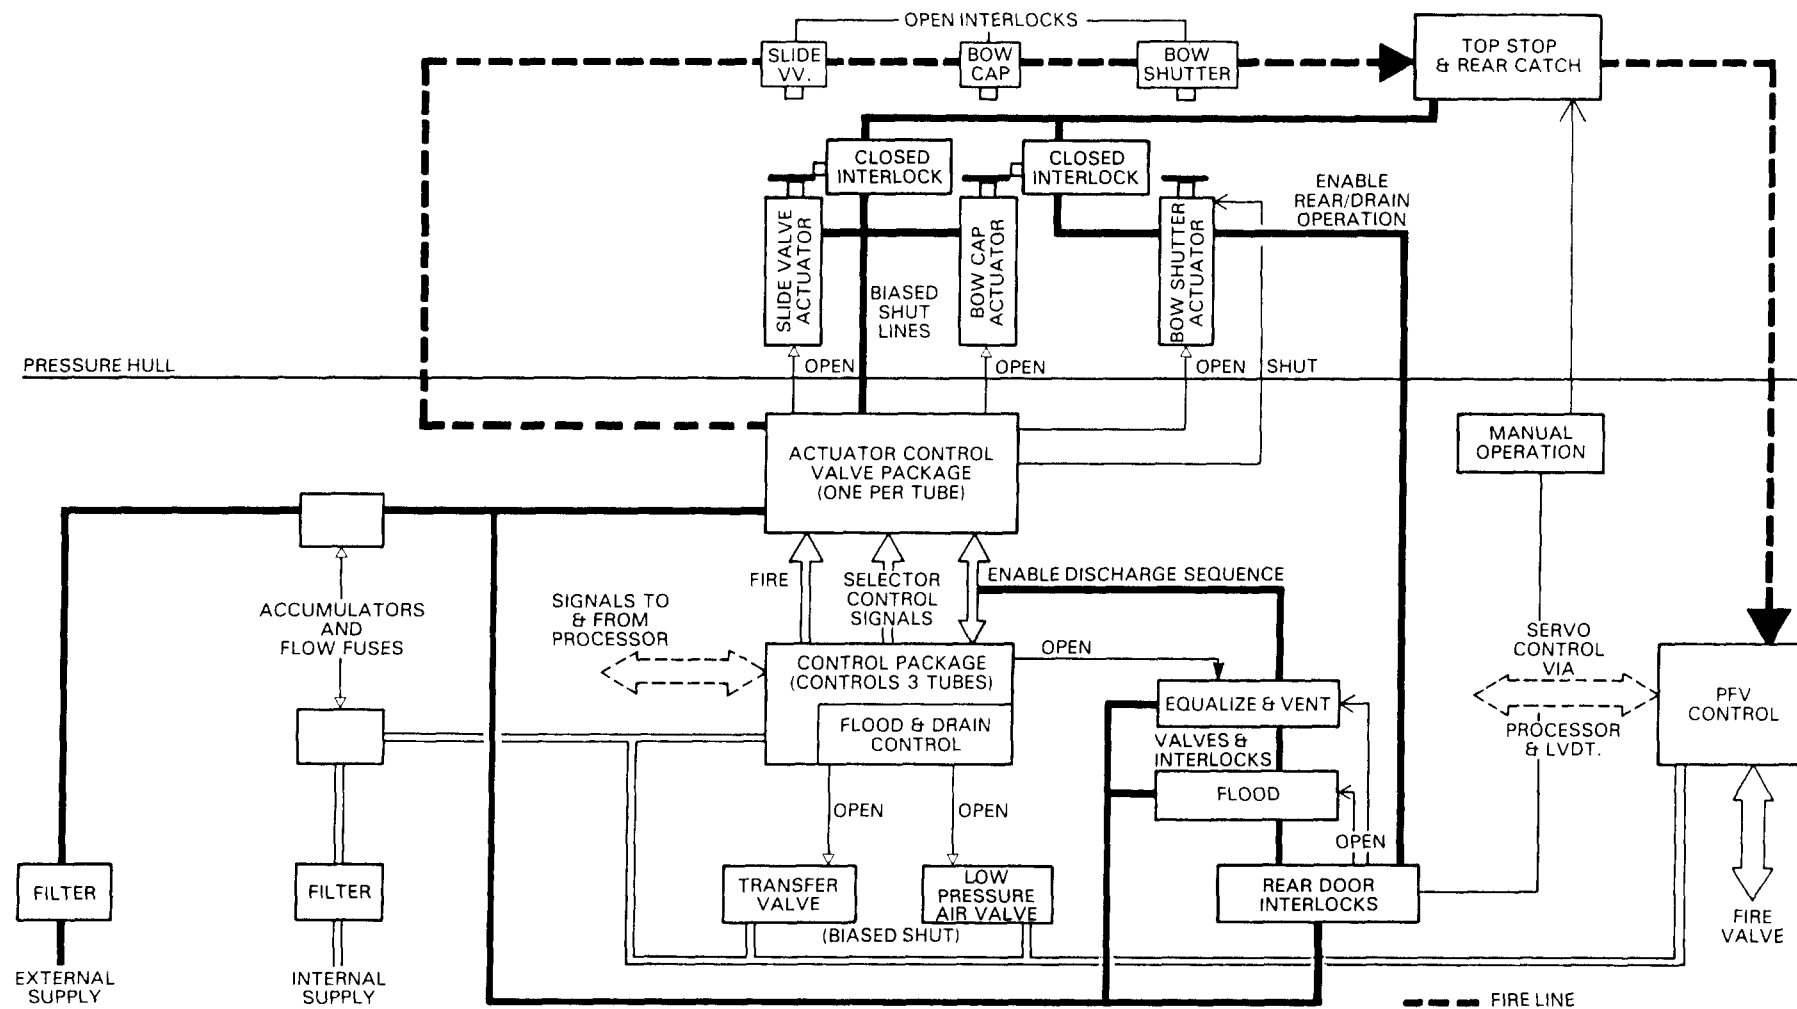 OPEN INTERLOCKS
SLIDE
VV.
BOW
CAP
BOW
SHUTTER
TOP STOP
& REAR CATCH
CLOSED
INTERLOCK
CLOSED
INTERLOCK
ENABLE
REAR/DRAIN
OPERATION
SLIDE VALVE
ACTUATOR
BOW CAP
ACTUATOR
BOW SHUTTER
ACTUATOR
BIASED
SHUT
LINES
PRESSURE HULL
OPEN
OPEN
OPEN
SHUT
ACTUATOR CONTROL
VALVE PACKAGE
(ONE PER TUBE)
MANUAL
OPERATION
FIRE
SELECTOR
CONTROL
SIGNALS
ENABLE DISCHARGE SEQUENCE
SIGNALS TO
& FROM
PROCESSOR
ACCUMULATORS
AND
FLOW FUSES
CONTROL PACKAGE
(CONTROLS 3 TUBES)
OPEN
FLOOD & DRAIN
CONTROL
EQUALIZE & VENT
VALVES &
INTERLOCKS
FLOOD
SERVO
CONTROL
VIA
PROCESSOR
& LVDT.
PFV
CONTROL
OPEN
OPEN
OPEN
FILTER
FILTER
TRANSFER
VALVE
LOW
PRESSURE
AIR VALVE
(BIASED SHUT)
REAR DOOR
INTERLOCKS
FIRE
VALVE
EXTERNAL
SUPPLY
INTERNAL
SUPPLY
FIRE LINE